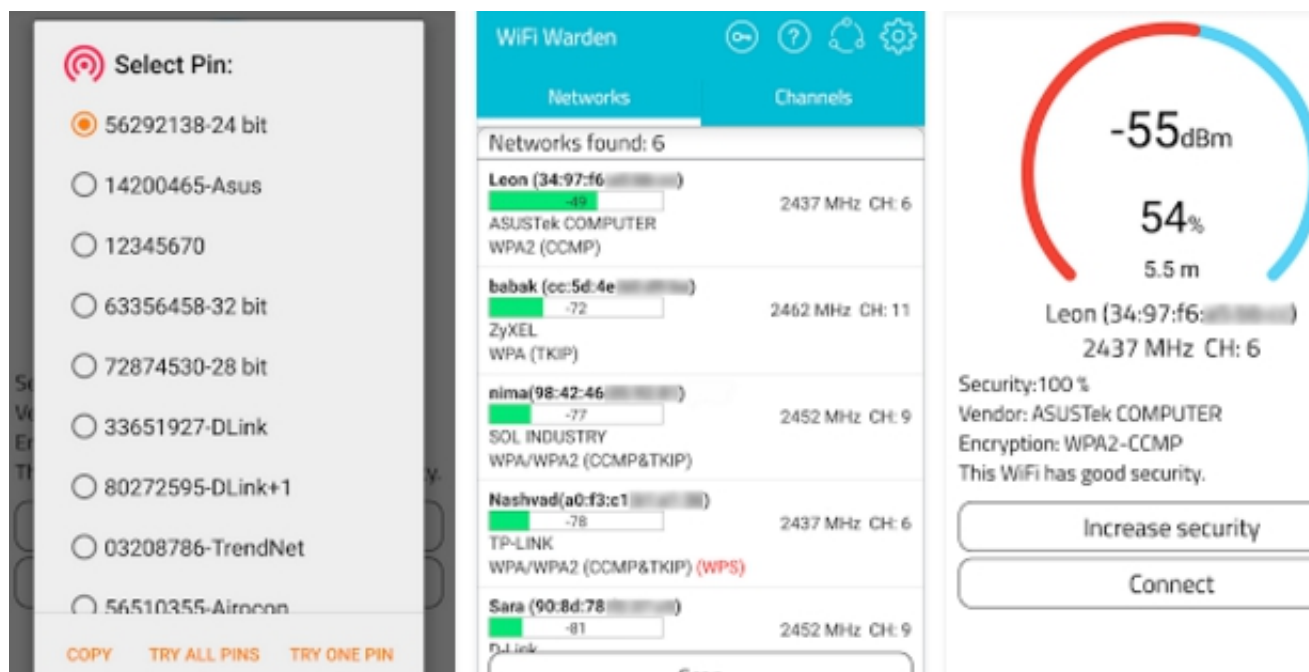 Select Pin:
56292138-24 bit
14200465-Asus
12345670
63356458-32 bit
72874530-28 bit
33651927-DLink
80272595-DLink+1
03208786-TrendNet
56510355-Airocon
COPY TRY ALL PINS TRY ONE PIN
WiFi Warden
Networks Channels
Networks found: 6
Leon (34:97:f6 )
-49 2437 MHz CH: 6
ASUSTek COMPUTER
WPA2 (CCMP)
babak (cc:5d:4e )
-72 2462 MHz CH: 11
ZyXEL
WPA (TKIP)
nima(98:42:46 )
-77 2452 MHz CH: 9
SOL INDUSTRY
WPA/WPA2 (CCMP&TKIP)
Nashvad(a0:f3:c1 )
-78 2437 MHz CH: 6
TP-LINK
WPA/WPA2 (CCMP&TKIP) (WPS)
Sara (90:8d:78 )
-81 2452 MHz CH: 9
D-Link
-55dBm
54%
5.5 m
Leon (34:97:f6: )
2437 MHz CH: 6
Security:100 %
Vendor: ASUSTek COMPUTER
Encryption: WPA2-CCMP
This WiFi has good security.
Increase security
Connect